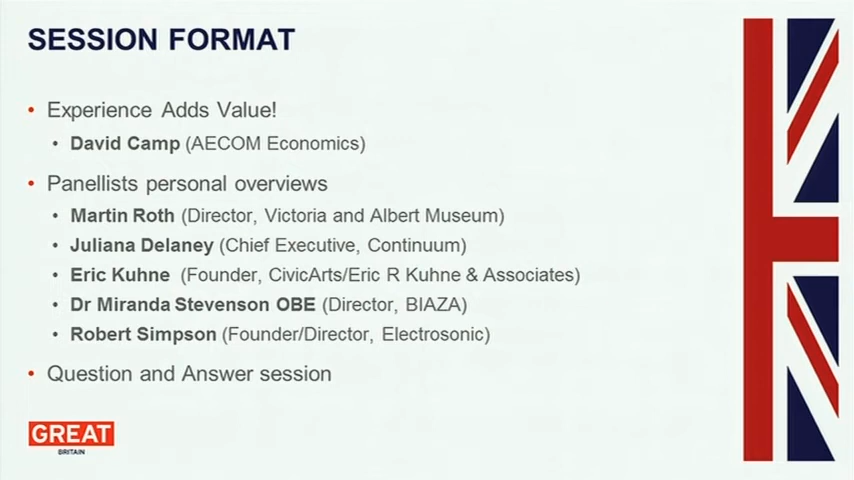 SESSION FORMAT
• Experience Adds Value!
• David Camp (AECOM Economics)
• Panellists personal overviews
• Martin Roth (Director, Victoria and Albert Museum)
• Juliana Delaney (Chief Executive, Continuum)
• Eric Kuhne (Founder, CivicArts/Eric R Kuhne & Associates)
• Dr Miranda Stevenson OBE (Director, BIAZA)
• Robert Simpson (Founder/Director, Electrosonic)
• Question and Answer session
GREAT
BRITAIN